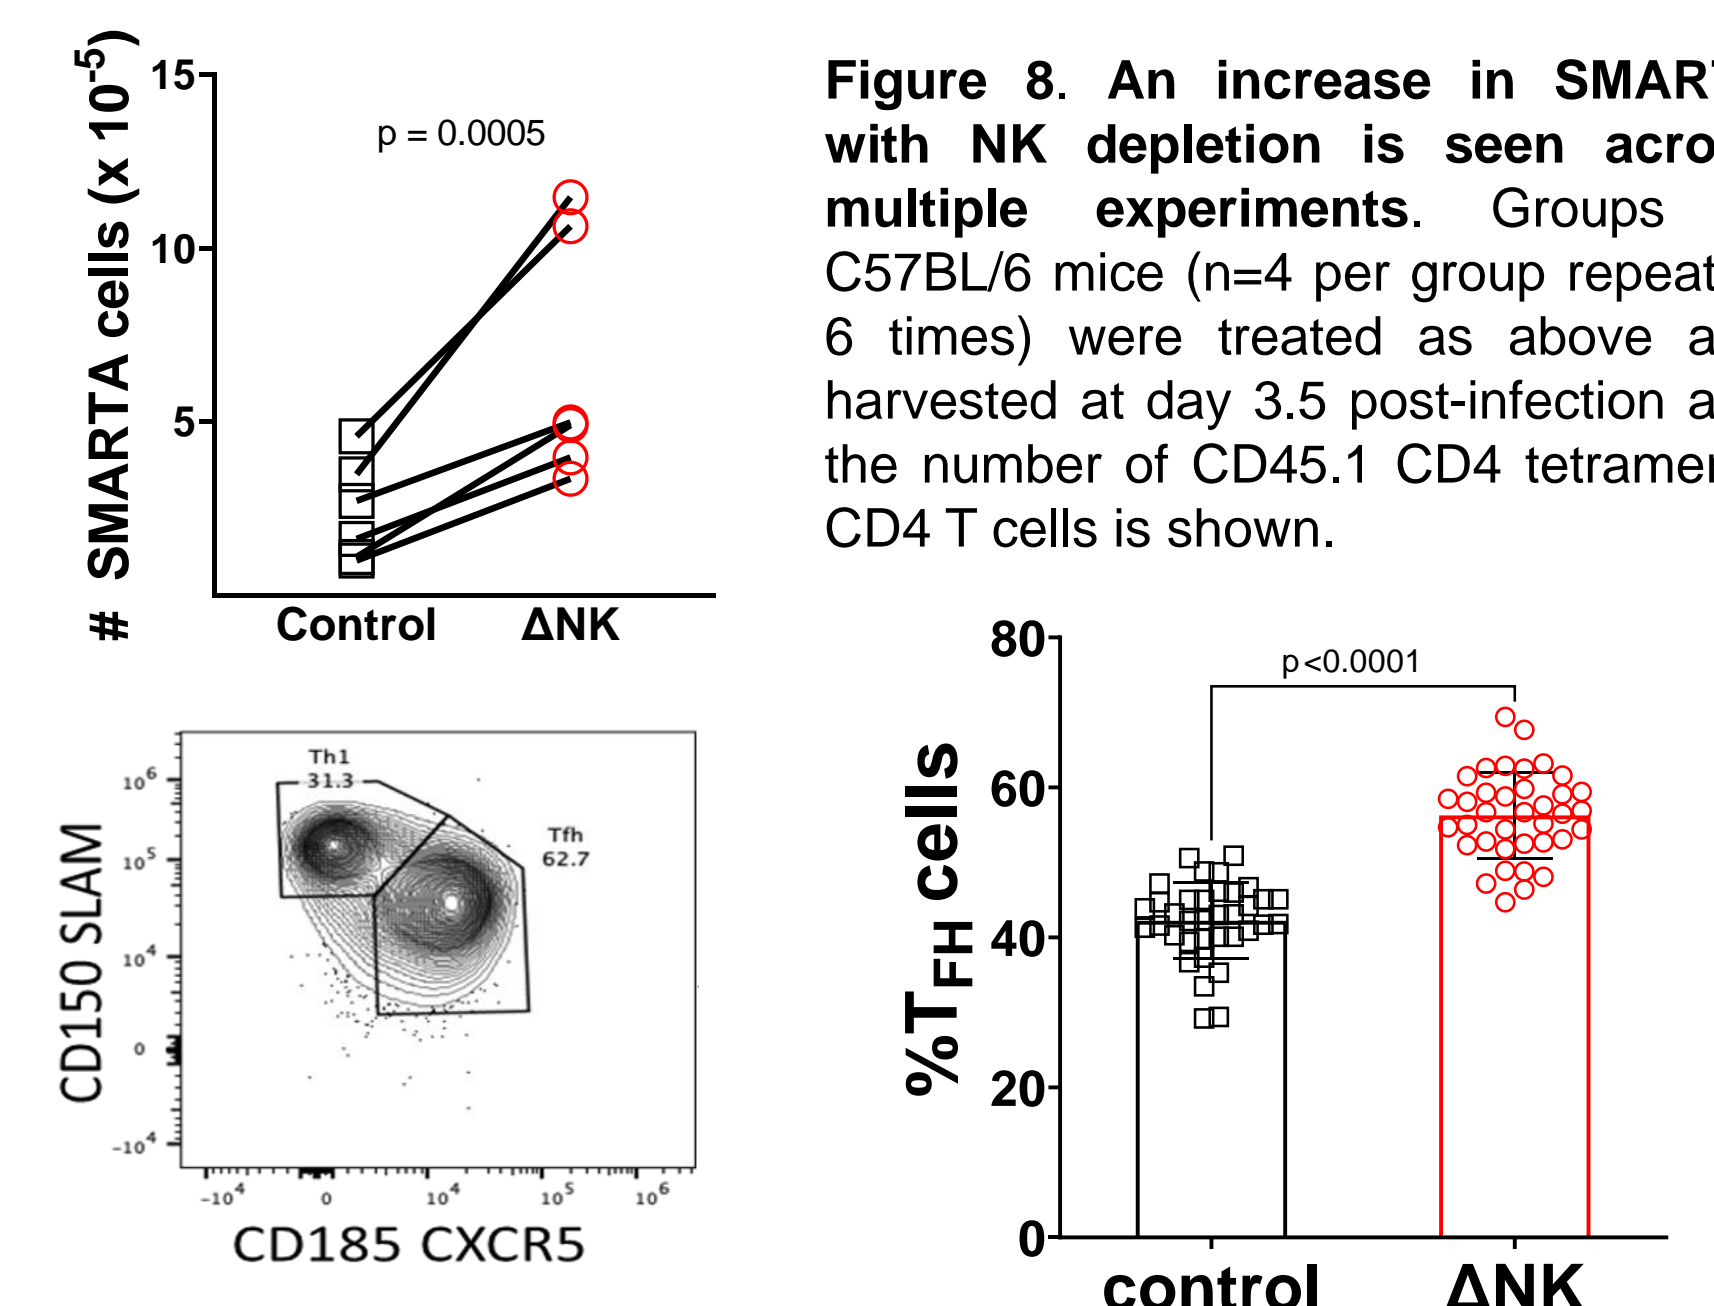 # SMARTA cells (x 10-5)
15
10
5
p = 0.0005
Control ΔNK
Figure 8. An increase in
with NK depletion is seen
multiple experiments. Groups
C57BL/6 mice (n=4 per group
6 times) were treated as above
harvested at day 3.5 post-infection
the number of CD45.1 CD4
CD4 T cells is shown.
CD150 SLAM
10^6
10^5
10^4
0
-10^4
Th1
31.3
Tfh
62.7
-10^4 0 10^4 10^5 10^6
CD185 CXCR5
%TFH cells
80
60
40
20
0
p<0.0001
control ΔNK